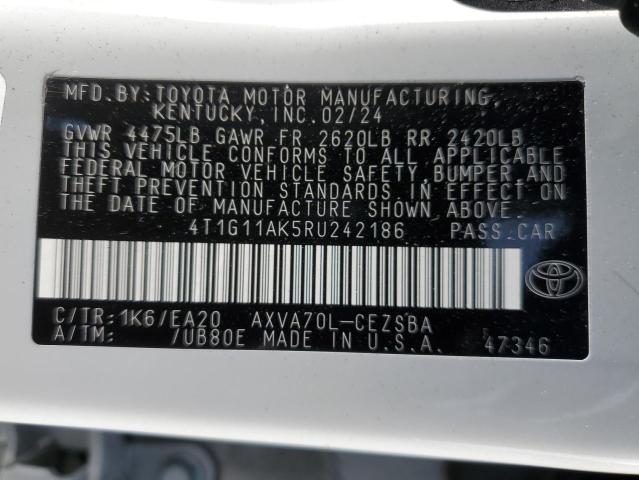 MFD.BY:TOYOTA MOTOR MANUFACTURING,
KENTUCKY, INC. 02/24
GVWR 4475LB GAWR FR 2620LB RR 2420LB
THIS VEHICLE CONFORMS TO ALL APPLICABLE
FEDERAL MOTOR VEHICLE SAFETY, BUMPER AND
THEFT PREVENTION STANDARDS IN EFFECT ON
THE DATE OF MANUFACTURE SHOWN ABOVE.
4T1G11AK5RU242186 PASS.CAR
C/TR:1K6/EA20 AXVA70L-CEZSBA
A/TM: /UB80E MADE IN U.S.A. 47346